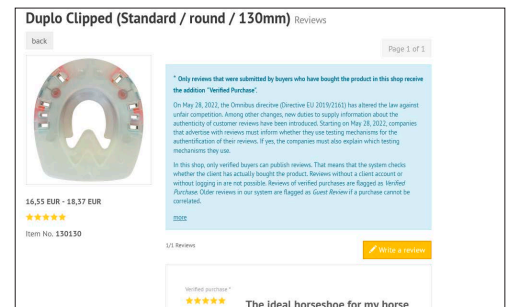 Duplo Clipped (Standard / round / 130mm) Reviews
back
Page 1 of 1
* Only reviews that were submitted by buyers who have bought the product in this shop receive
the addition "Verified Purchase".
On May 28, 2022, the Omnibus direcitve (Directive EU 2019/2161) has altered the law against
unfair competition. Among other changes, new duties to supply information about the
authenticity of customer reviews have been introduced. Starting on May 28, 2022, companies
that advertise with reviews must inform whether they use testing mechanisms for the
authentification of their reviews. If yes, the companies must also explain which testing
mechanisms they use.
In this shop, only verified buyers can publish reviews. That means that the system checks
whether the client has actually bought the product. Reviews without a client account or
without logging in are not possible. Reviews of verified purchases are flagged as Verified
Purchase. Older reviews in our system are flagged as Guest Review if a purchase cannot be
correlated.
more
16,55 EUR - 18,37 EUR
Item No. 130130
1/1 Reviews
Write a review
Verified purchase *
The ideal horseshoe for my horse